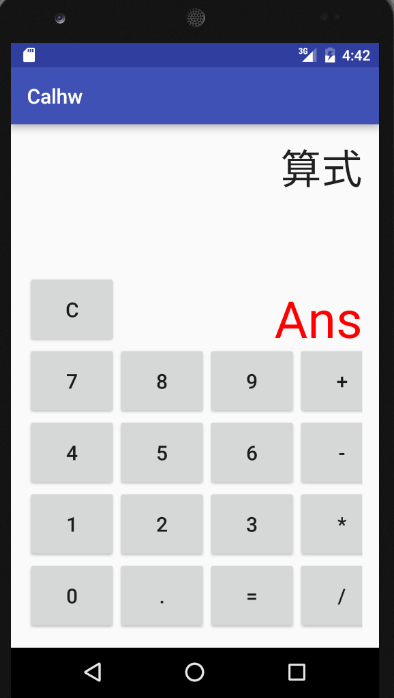 3G 4:42
Calhw
算式
C
Ans
7 8 9 +
4 5 6 -
1 2 3 *
0 . = /